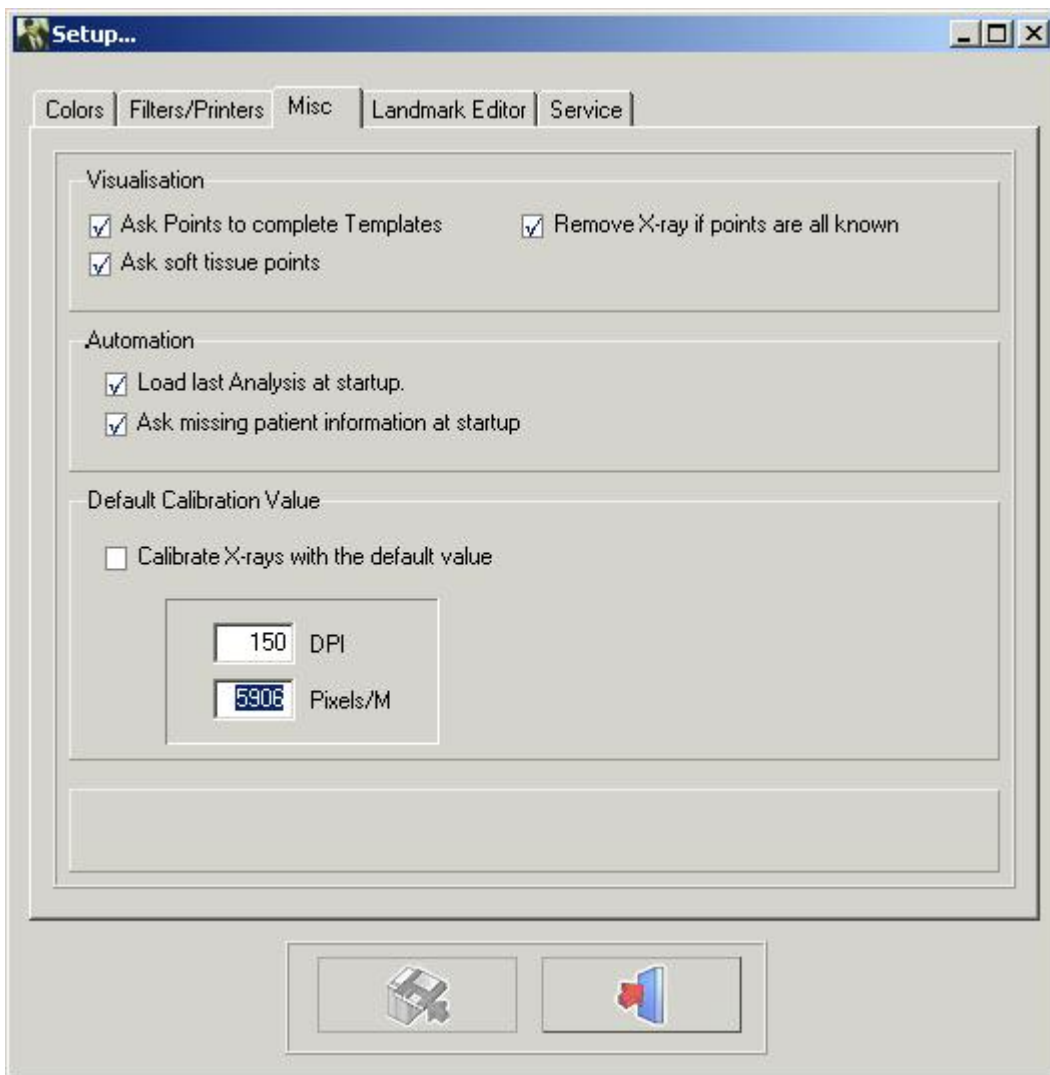 Setup...
Colors Filters/Printers Misc Landmark Editor Service
Visualisation
Ask Points to complete Templates Remove X-ray if points are all known
Ask soft tissue points
Automation
Load last Analysis at startup.
Ask missing patient information at startup
Default Calibration Value
Calibrate X-rays with the default value
150 DPI
5906 Pixels/M